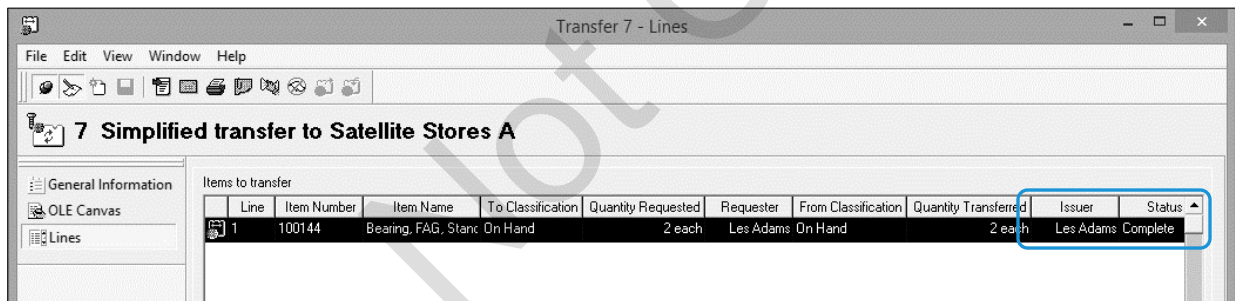 Transfer 7 - Lines
File Edit View Window Help
7 Simplified transfer to Satellite Stores A
General Information
OLE Canvas
Lines
Items to transfer
Line Item Number Item Name To Classification Quantity Requested Requester From Classification Quantity Transferred Issuer Status
1 100144 Bearing, FAG, Stanc On Hand 2 each Les Adams On Hand 2 each Les Adams Complete